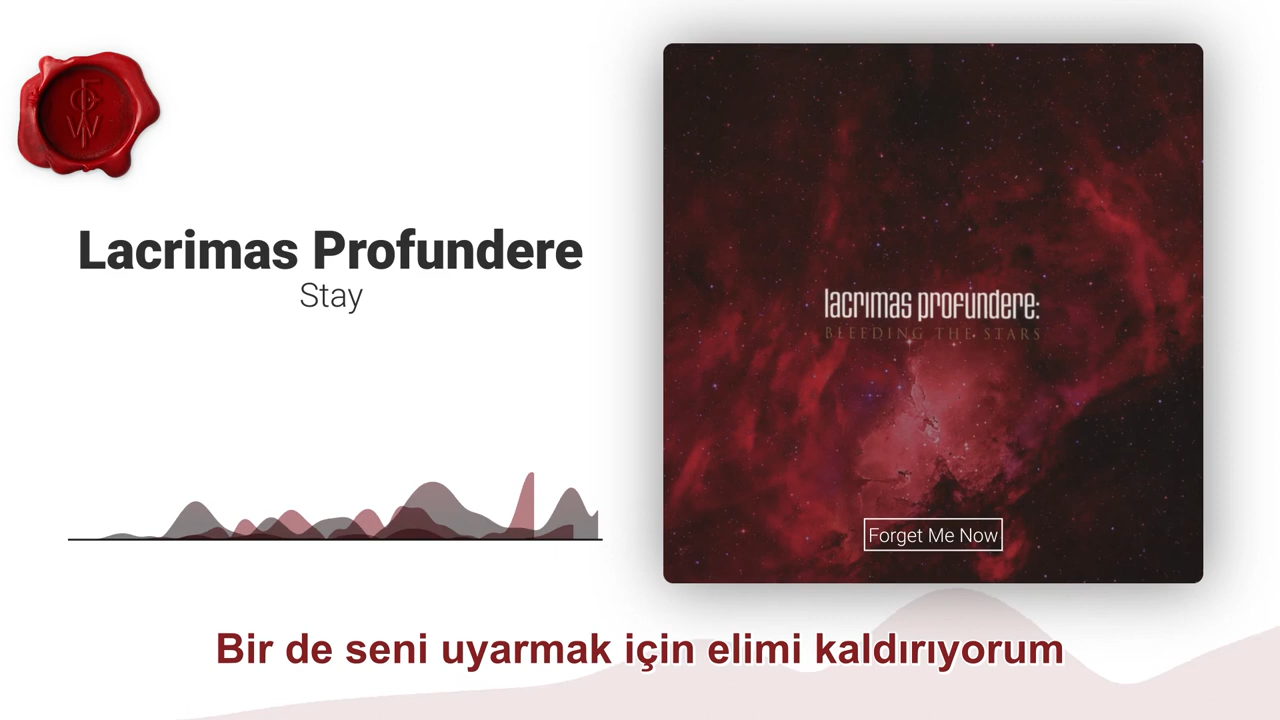 Lacrimas Profundere
Stay
lacrimas profundere:
BLEEDING THE STARS
Forget Me Now
Bir de seni uyarmak için elimi kaldırıyorum